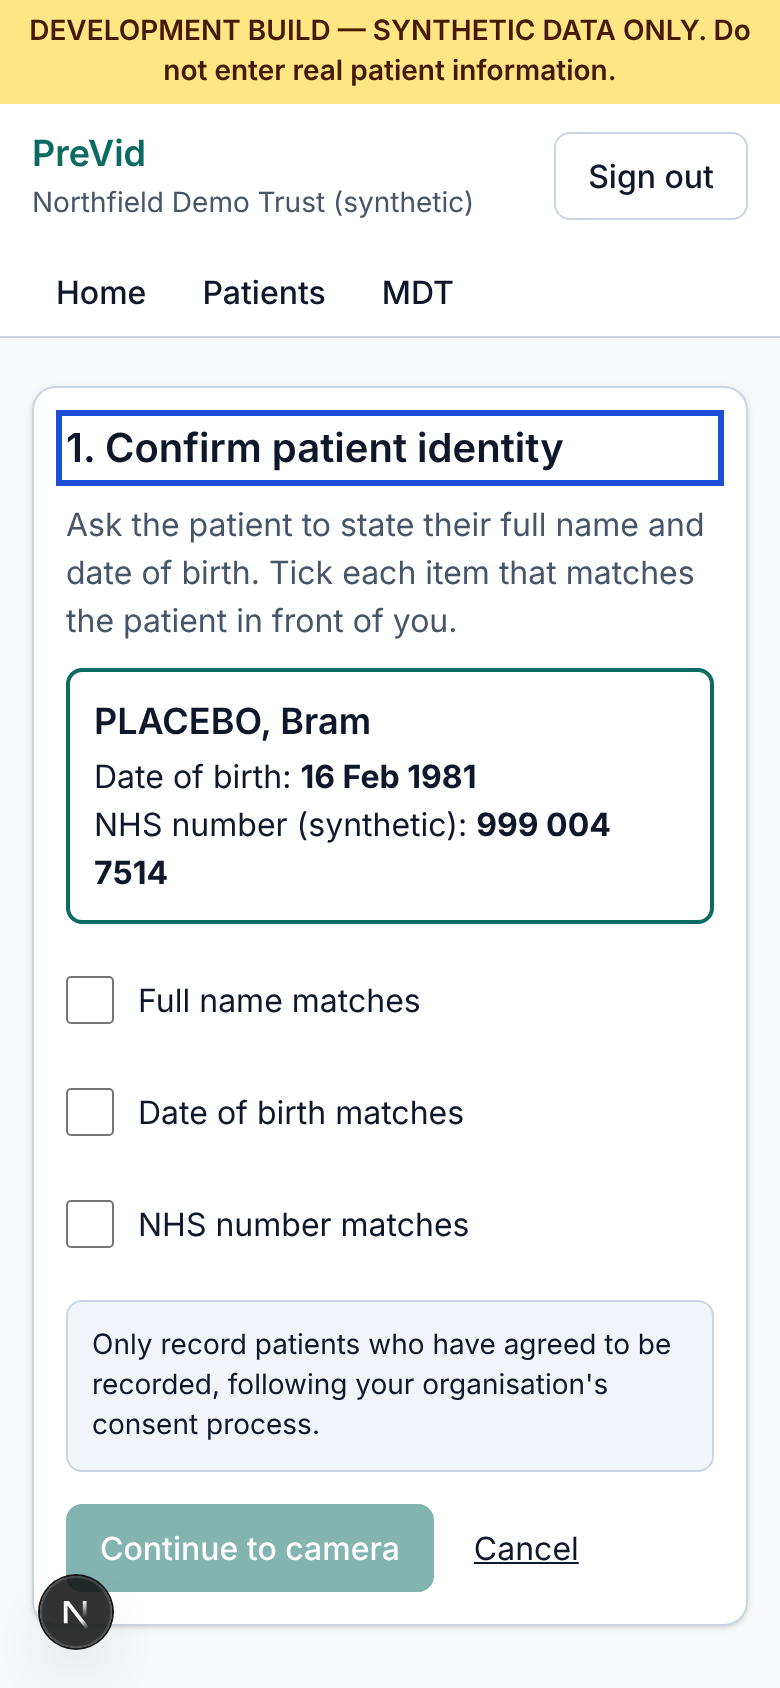 DEVELOPMENT BUILD — SYNTHETIC DATA ONLY. Do
not enter real patient information.
PreVid
Northfield Demo Trust (synthetic)
Sign out
Home Patients MDT
1. Confirm patient identity
Ask the patient to state their full name and
date of birth. Tick each item that matches
the patient in front of you.
PLACEBO, Bram
Date of birth: 16 Feb 1981
NHS number (synthetic): 999 004
7514
Full name matches
Date of birth matches
NHS number matches
Only record patients who have agreed to be
recorded, following your organisation's
consent process.
Continue to camera Cancel
N